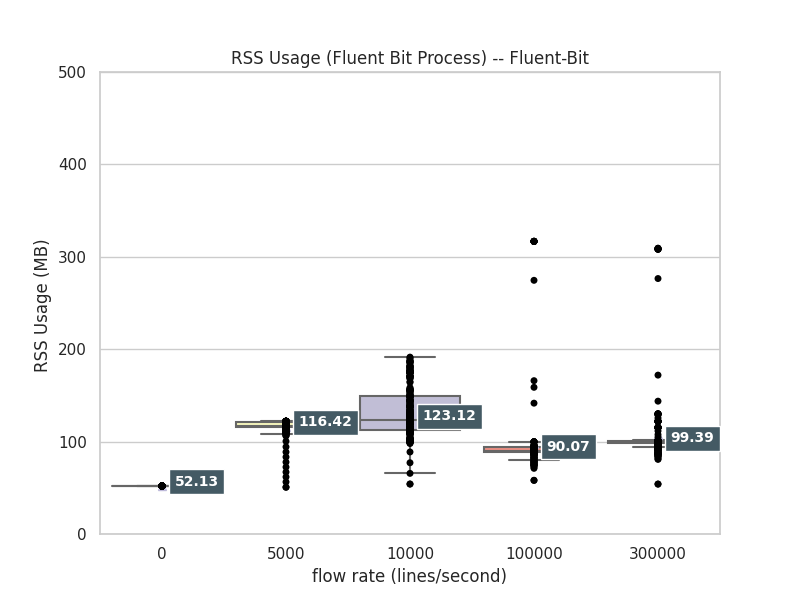 RSS Usage (Fluent Bit Process) -- Fluent-Bit
RSS Usage (MB)
500
400
300
200
100
0
52.13
116.42
123.12
90.07
99.39
0 5000 10000 100000 300000
flow rate (lines/second)